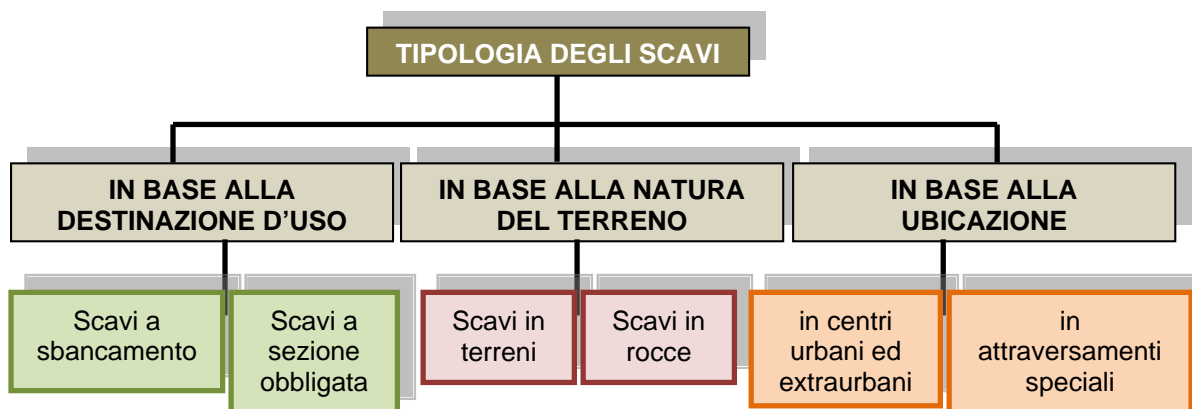 TIPOLOGIA DEGLI SCAVI
IN BASE ALLA
DESTINAZIONE D’USO
IN BASE ALLA NATURA
DEL TERRENO
IN BASE ALLA
UBICAZIONE
Scavi a
sbancamento
Scavi a
sezione
obbligata
Scavi in
terreni
Scavi in
rocce
in centri
urbani ed
extraurbani
in
attraversamenti
speciali